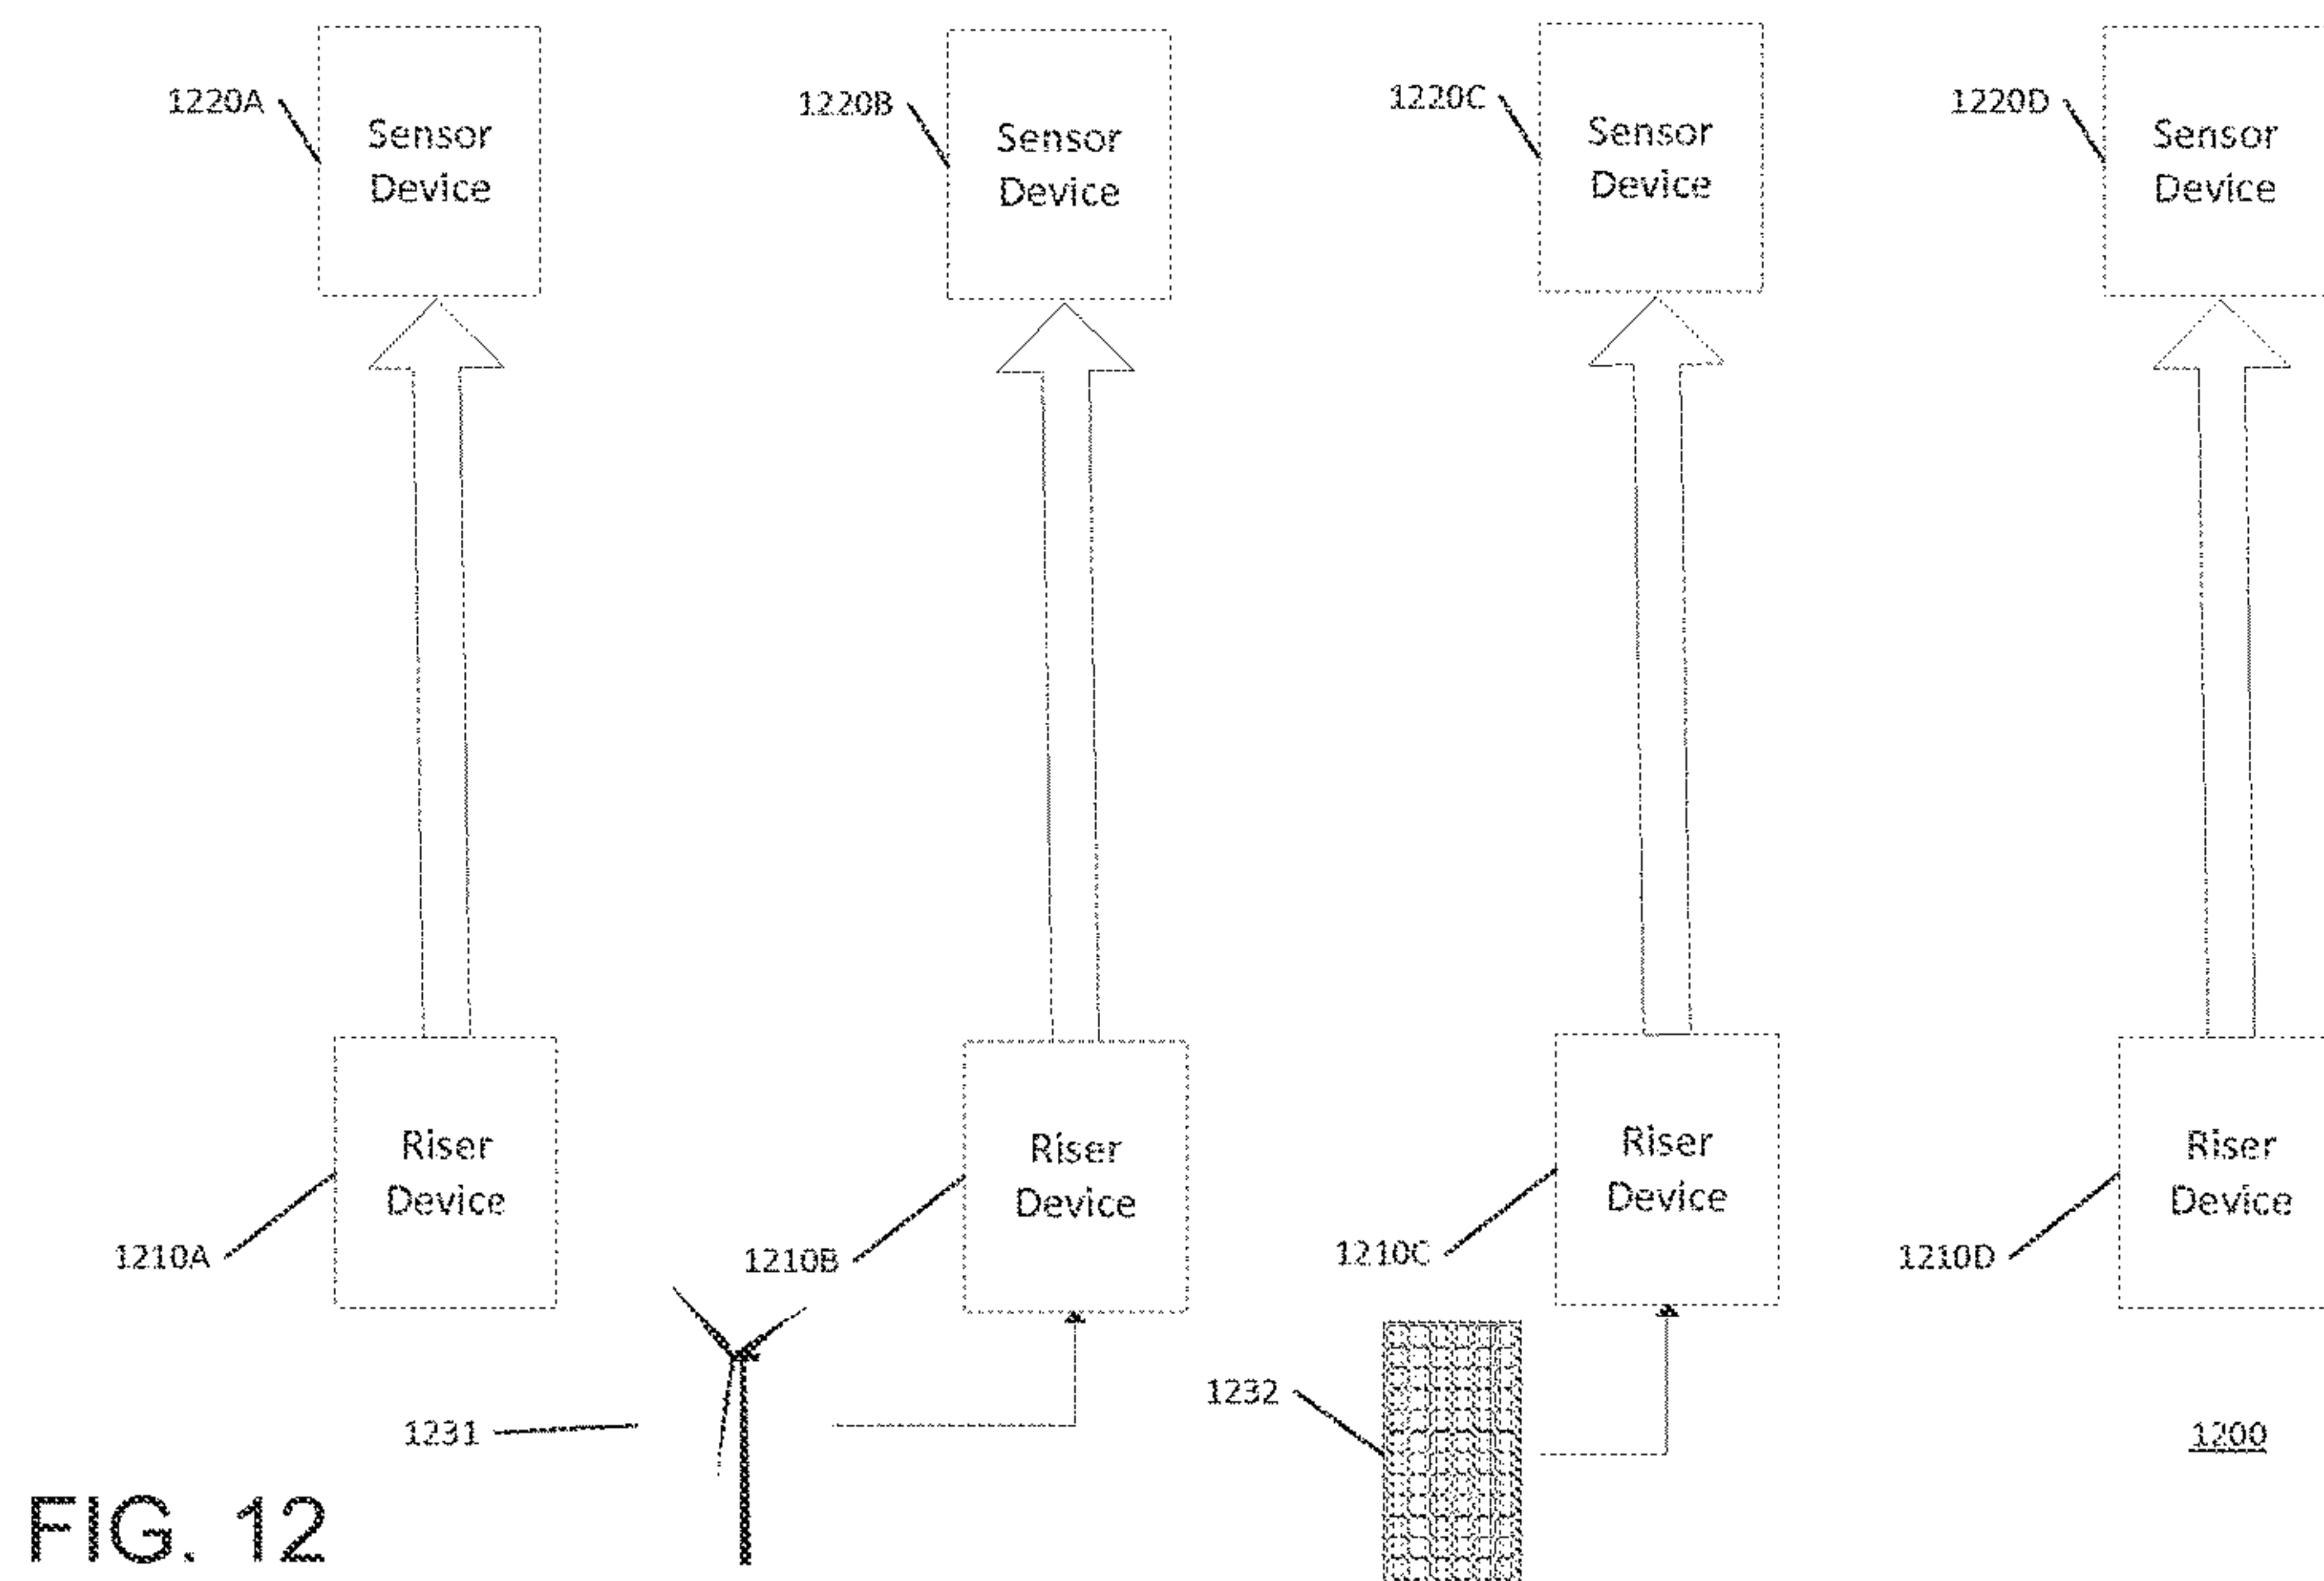 1220A
Sensor
Device
1220B
Sensor
Device
1220C
Sensor
Device
1220D
Sensor
Device
Riser
Device
1210A
Riser
Device
1210B
Riser
Device
1210C
Riser
Device
1210D
1231
1232
1200
FIG. 12